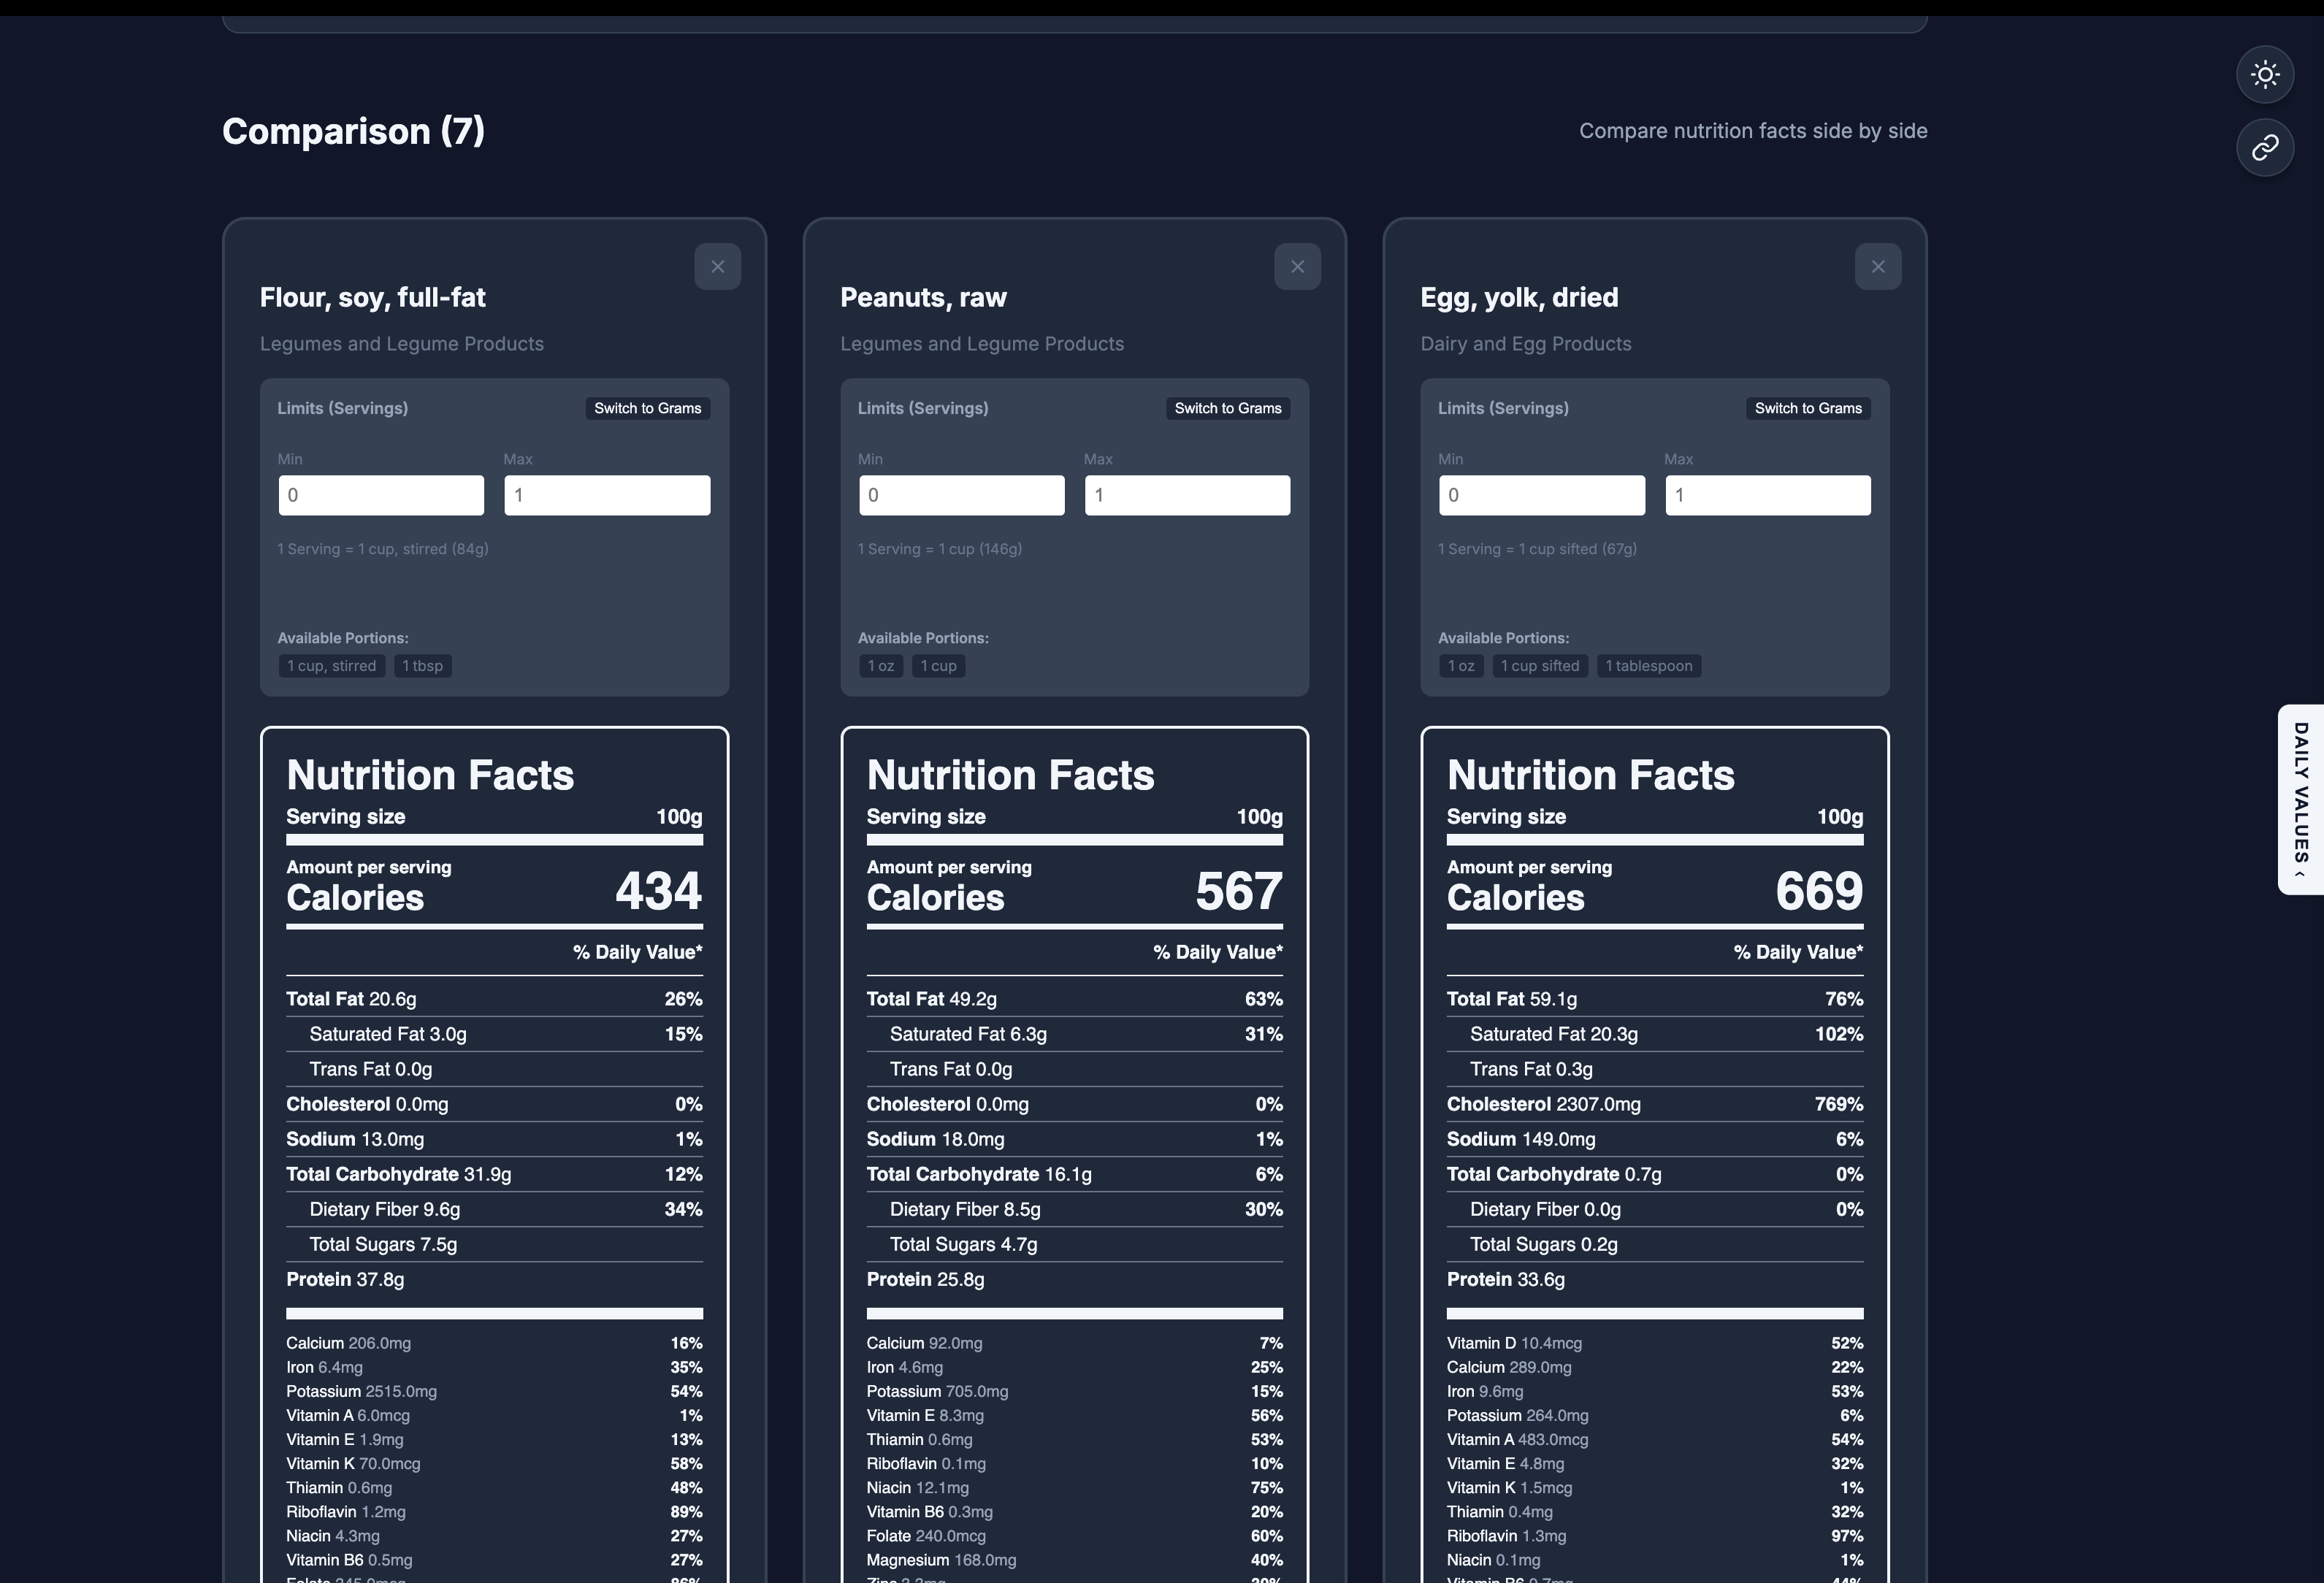 Comparison (7)
Compare nutrition facts side by side
Flour, soy, full-fat
Legumes and Legume Products
Limits (Servings)
Switch to Grams
Min
Max
0
1
1 Serving = 1 cup, stirred (84g)
Available Portions:
1 cup, stirred
1 tbsp
Nutrition Facts
Serving size 100g
Amount per serving
Calories 434
% Daily Value*
Total Fat 20.6g 26%
Saturated Fat 3.0g 15%
Trans Fat 0.0g
Cholesterol 0.0mg 0%
Sodium 13.0mg 1%
Total Carbohydrate 31.9g 12%
Dietary Fiber 9.6g 34%
Total Sugars 7.5g
Protein 37.8g
Calcium 206.0mg 16%
Iron 6.4mg 35%
Potassium 2515.0mg 54%
Vitamin A 6.0mcg 1%
Vitamin E 1.9mg 13%
Vitamin K 70.0mcg 58%
Thiamin 0.6mg 48%
Riboflavin 1.2mg 89%
Niacin 4.3mg 27%
Vitamin B6 0.5mg 27%
Peanuts, raw
Legumes and Legume Products
Limits (Servings)
Switch to Grams
Min
Max
0
1
1 Serving = 1 cup (146g)
Available Portions:
1 oz
1 cup
Nutrition Facts
Serving size 100g
Amount per serving
Calories 567
% Daily Value*
Total Fat 49.2g 63%
Saturated Fat 6.3g 31%
Trans Fat 0.0g
Cholesterol 0.0mg 0%
Sodium 18.0mg 1%
Total Carbohydrate 16.1g 6%
Dietary Fiber 8.5g 30%
Total Sugars 4.7g
Protein 25.8g
Calcium 92.0mg 7%
Iron 4.6mg 25%
Potassium 705.0mg 15%
Vitamin E 8.3mg 56%
Thiamin 0.6mg 53%
Riboflavin 0.1mg 10%
Niacin 12.1mg 75%
Vitamin B6 0.3mg 20%
Folate 240.0mcg 60%
Magnesium 168.0mg 40%
Egg, yolk, dried
Dairy and Egg Products
Limits (Servings)
Switch to Grams
Min
Max
0
1
1 Serving = 1 cup sifted (67g)
Available Portions:
1 oz
1 cup sifted
1 tablespoon
Nutrition Facts
Serving size 100g
Amount per serving
Calories 669
% Daily Value*
Total Fat 59.1g 76%
Saturated Fat 20.3g 102%
Trans Fat 0.3g
Cholesterol 2307.0mg 769%
Sodium 149.0mg 6%
Total Carbohydrate 0.7g 0%
Dietary Fiber 0.0g 0%
Total Sugars 0.2g
Protein 33.6g
Vitamin D 10.4mcg 52%
Calcium 289.0mg 22%
Iron 9.6mg 53%
Potassium 264.0mg 6%
Vitamin A 483.0mcg 54%
Vitamin E 4.8mg 32%
Vitamin K 1.5mcg 1%
Thiamin 0.4mg 32%
Riboflavin 1.3mg 97%
Niacin 0.1mg 1%
DAILY VALUES